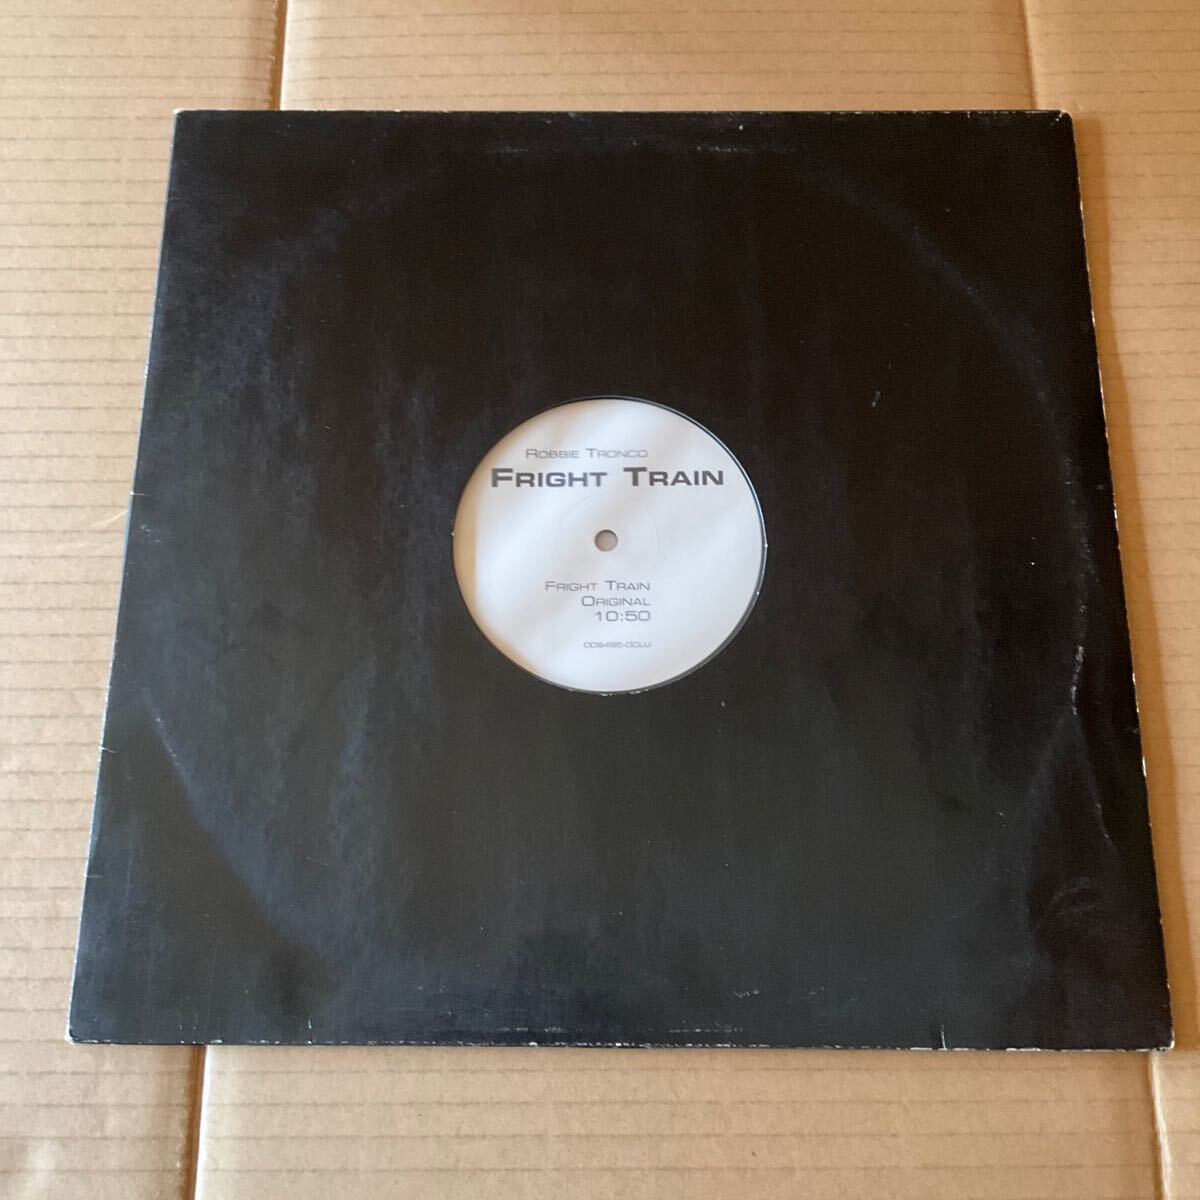 Robbie Tronco
Fright Train
Fright Train
Original
10:50